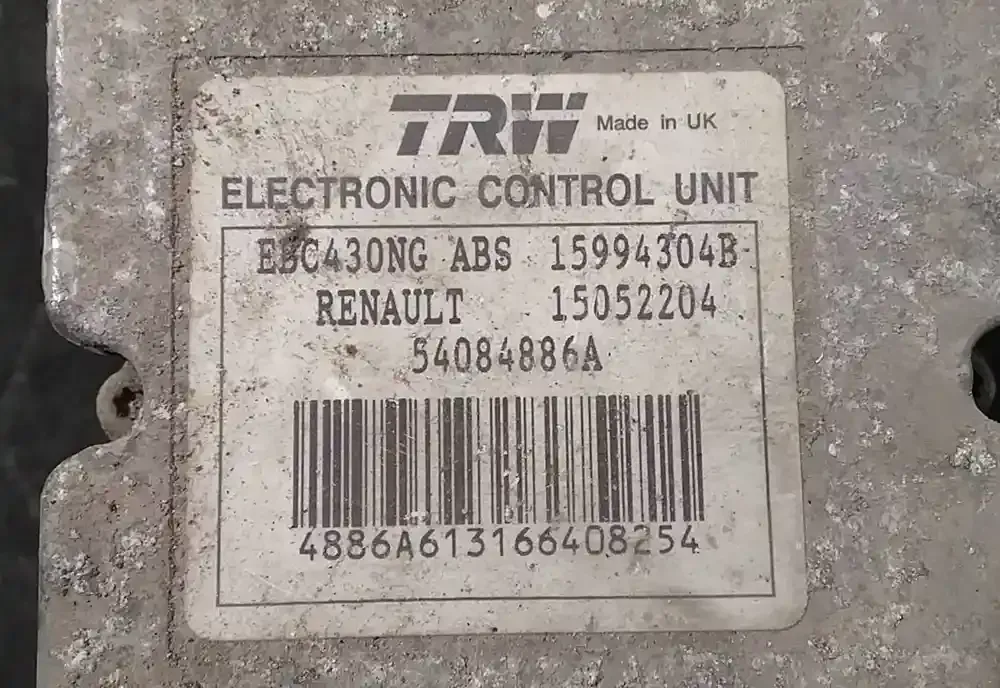 TRW Made in UK
ELECTRONIC CONTROL UNIT
EBC430NG ABS 15994304B-
RENAULT 15052204
54084886A
4886A613166408254